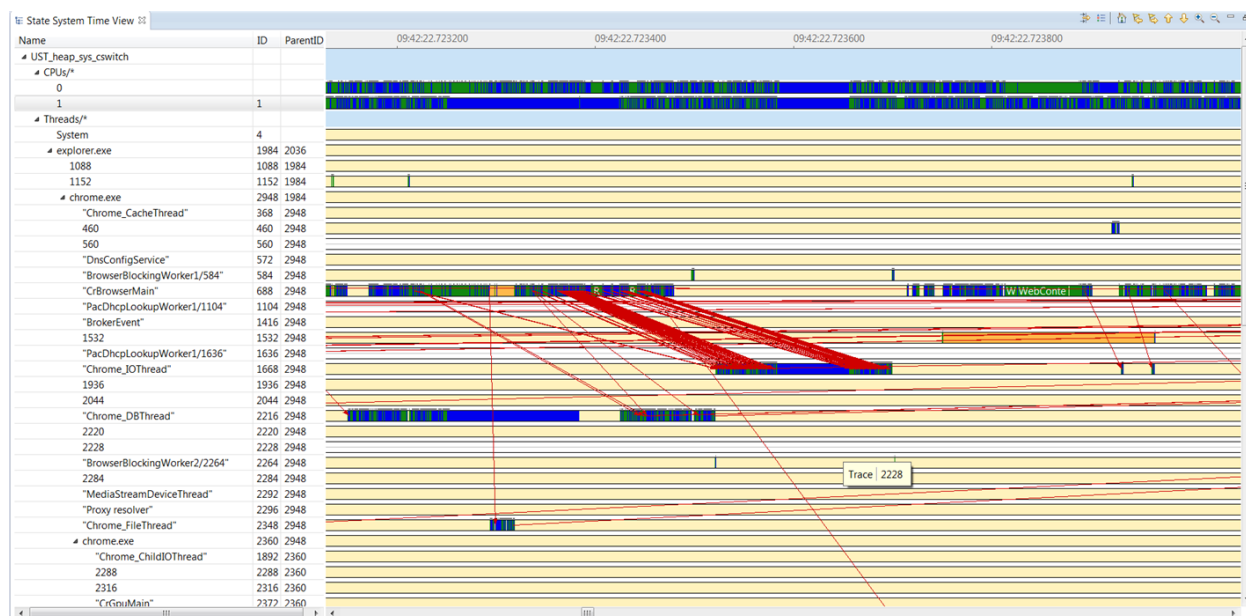 State System Time View
Name ID ParentID 09:42:22.723200 09:42:22.723400 09:42:22.723600 09:42:22.723800
UST_heap_sys_cswitch
CPUs/*
0
1 1
Threads/*
System 4
explorer.exe 1984 2036
1088 1088 1984
1152 1152 1984
chrome.exe 2948 1984
"Chrome_CacheThread" 368 2948
460 460 2948
560 560 2948
"DnsConfigService" 572 2948
"BrowserBlockingWorker1/584" 584 2948
"CrBrowserMain" 688 2948 R R W WebConte
"PacDhcpLookupWorker1/1104" 1104 2948
"BrokerEvent" 1416 2948
1532 1532 2948
"PacDhcpLookupWorker1/1636" 1636 2948
"Chrome_IOThread" 1668 2948
1936 1936 2948
2044 2044 2948
"Chrome_DBThread" 2216 2948
2220 2220 2948
2228 2228 2948
"BrowserBlockingWorker2/2264" 2264 2948
2284 2284 2948
Trace 2228
"MediaStreamDeviceThread" 2292 2948
"Proxy resolver" 2296 2948
"Chrome_FileThread" 2348 2948
chrome.exe 2360 2948
"Chrome_ChildIOThread" 1892 2360
2288 2288 2360
2316 2316 2360
"CrGpuMain" 2372 2360